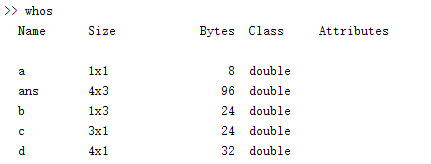 >> whos
  Name      Size            Bytes  Class     Attributes

  a         1x1                 8  double
  ans       4x3                96  double
  b         1x3                24  double
  c         3x1                24  double
  d         4x1                32  double